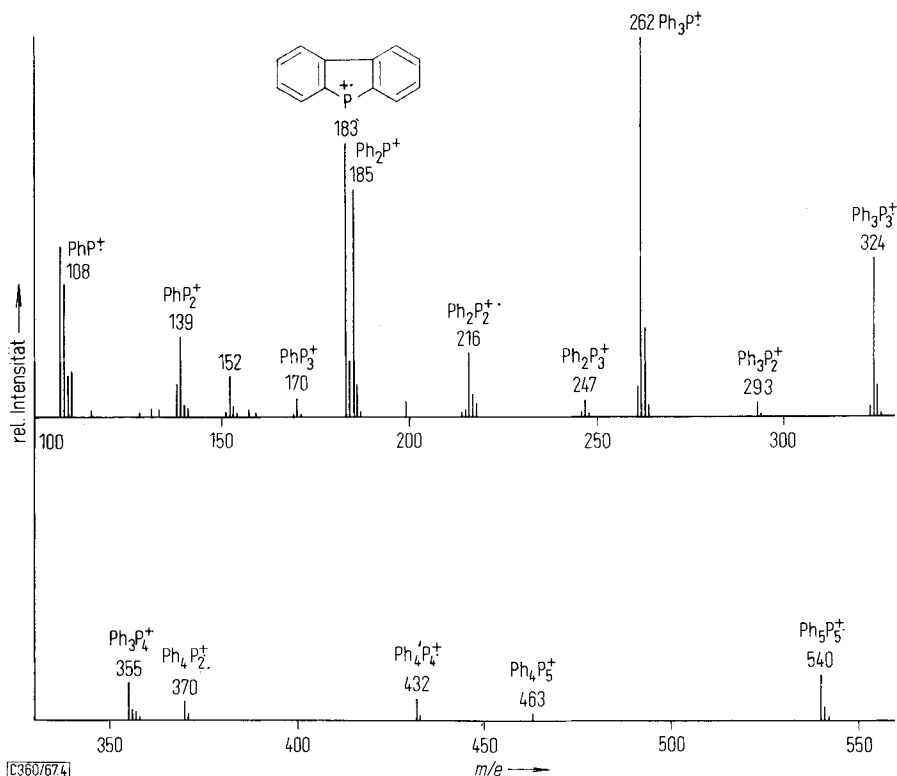 262 Ph₃P⁺·
P⁺·
183
Ph₂P⁺
185
Ph₃P₃⁺·
324
PhP⁺·
108
PhP₂⁺
139
152
PhP₃⁺
170
Ph₂P₂⁺·
216
Ph₂P₃⁺
247
Ph₃P₂⁺
293
rel. Intensität →
100 150 200 250 300
Ph₃P₄⁺
355
Ph₄P₂⁺·
370
Ph₄P₄⁺·
432
Ph₄P₅⁺
463
Ph₅P₅⁺·
540
350 400 450 500 550
m/e →
C360/67.4